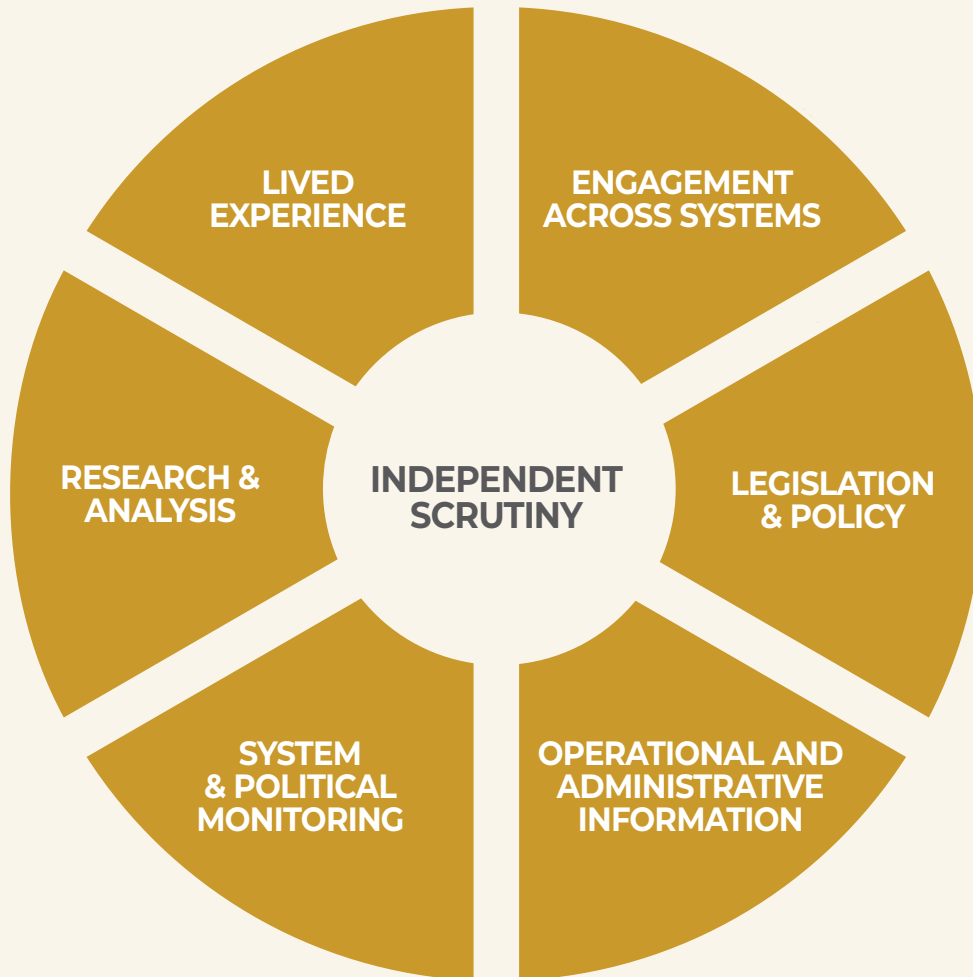 LIVED
EXPERIENCE
ENGAGEMENT
ACROSS SYSTEMS
RESEARCH &
ANALYSIS
INDEPENDENT
SCRUTINY
LEGISLATION
& POLICY
SYSTEM
& POLITICAL
MONITORING
OPERATIONAL AND
ADMINISTRATIVE
INFORMATION